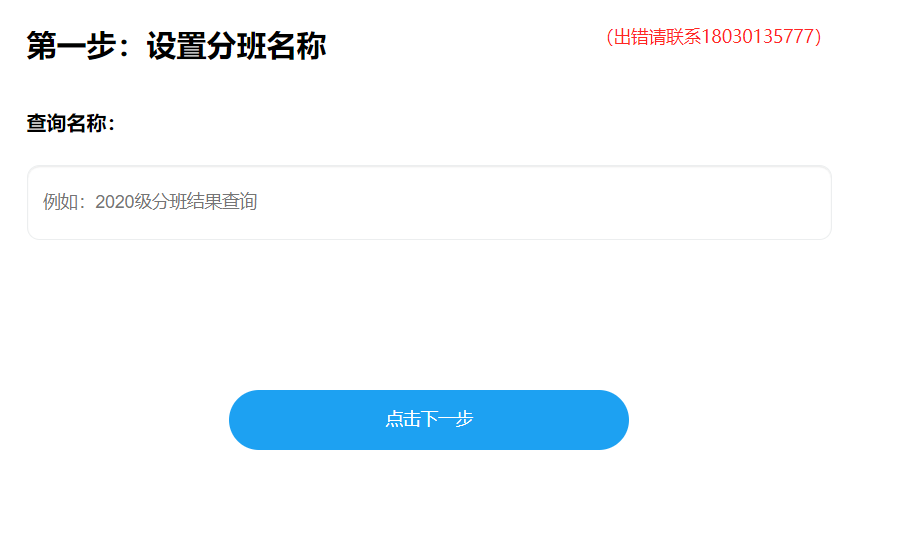 第一步：设置分班名称
（出错请联系18030135777）
查询名称：
例如：2020级分班结果查询
点击下一步